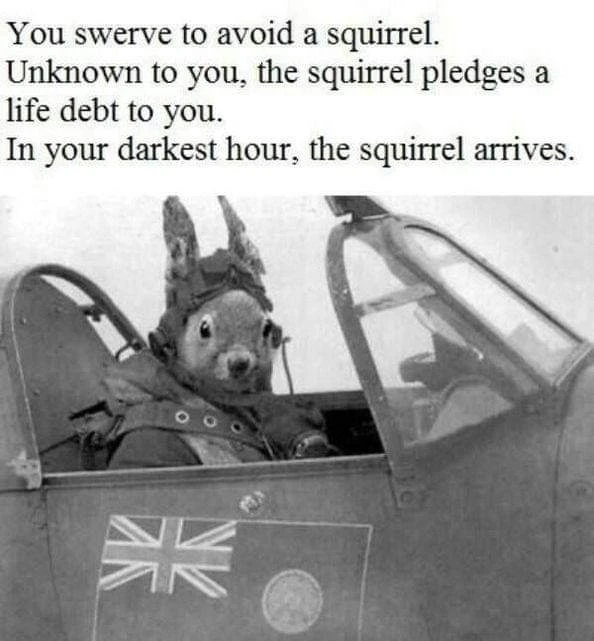 You swerve to avoid a squirrel.
Unknown to you, the squirrel pledges a
life debt to you.
In your darkest hour, the squirrel arrives.